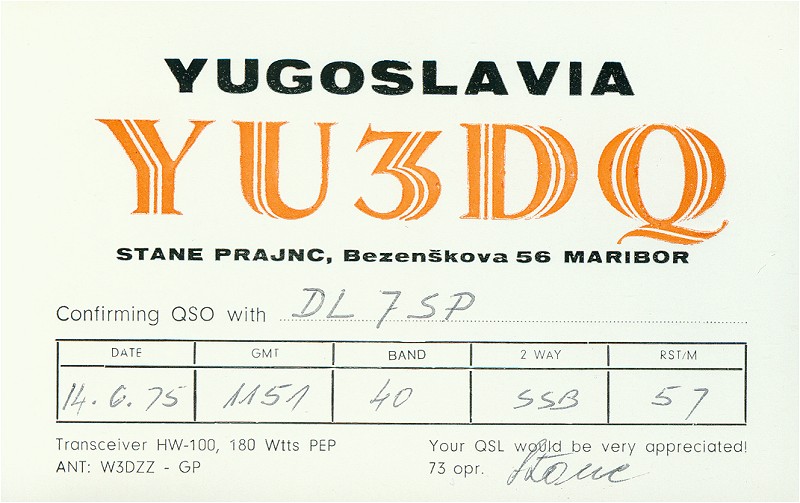 YUGOSLAVIA
YU3DQ
STANE PRAJNC, Bezenškova 56 MARIBOR
Confirming QSO with DL7SP
DATE GMT BAND 2 WAY RST/M
14.6.75 1151 40 SSB 57
Transceiver HW-100, 180 Wtts PEP
Your QSL would be very appreciated!
ANT: W3DZZ - GP
73 opr. Stane